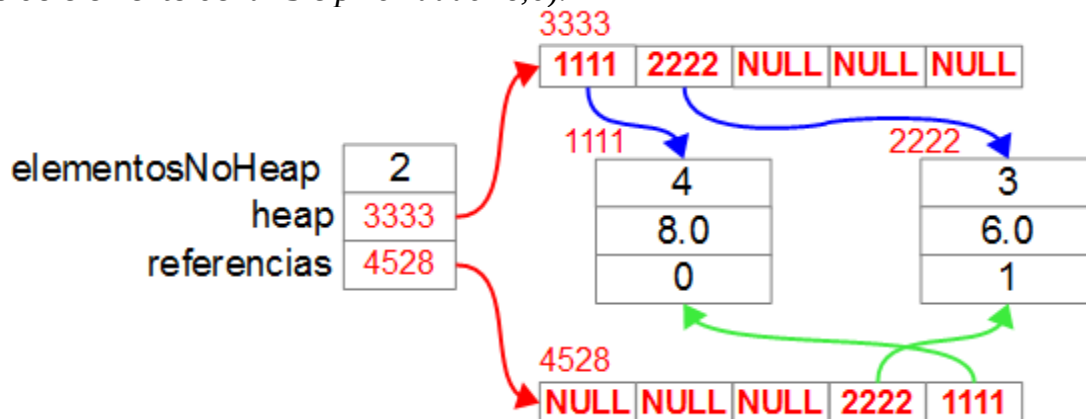 3333
1111 2222 NULL NULL NULL
1111 2222
elementosNoHeap 2 4 3
heap 3333 8.0 6.0
referencias 4528 0 1
4528
NULL NULL NULL 2222 1111